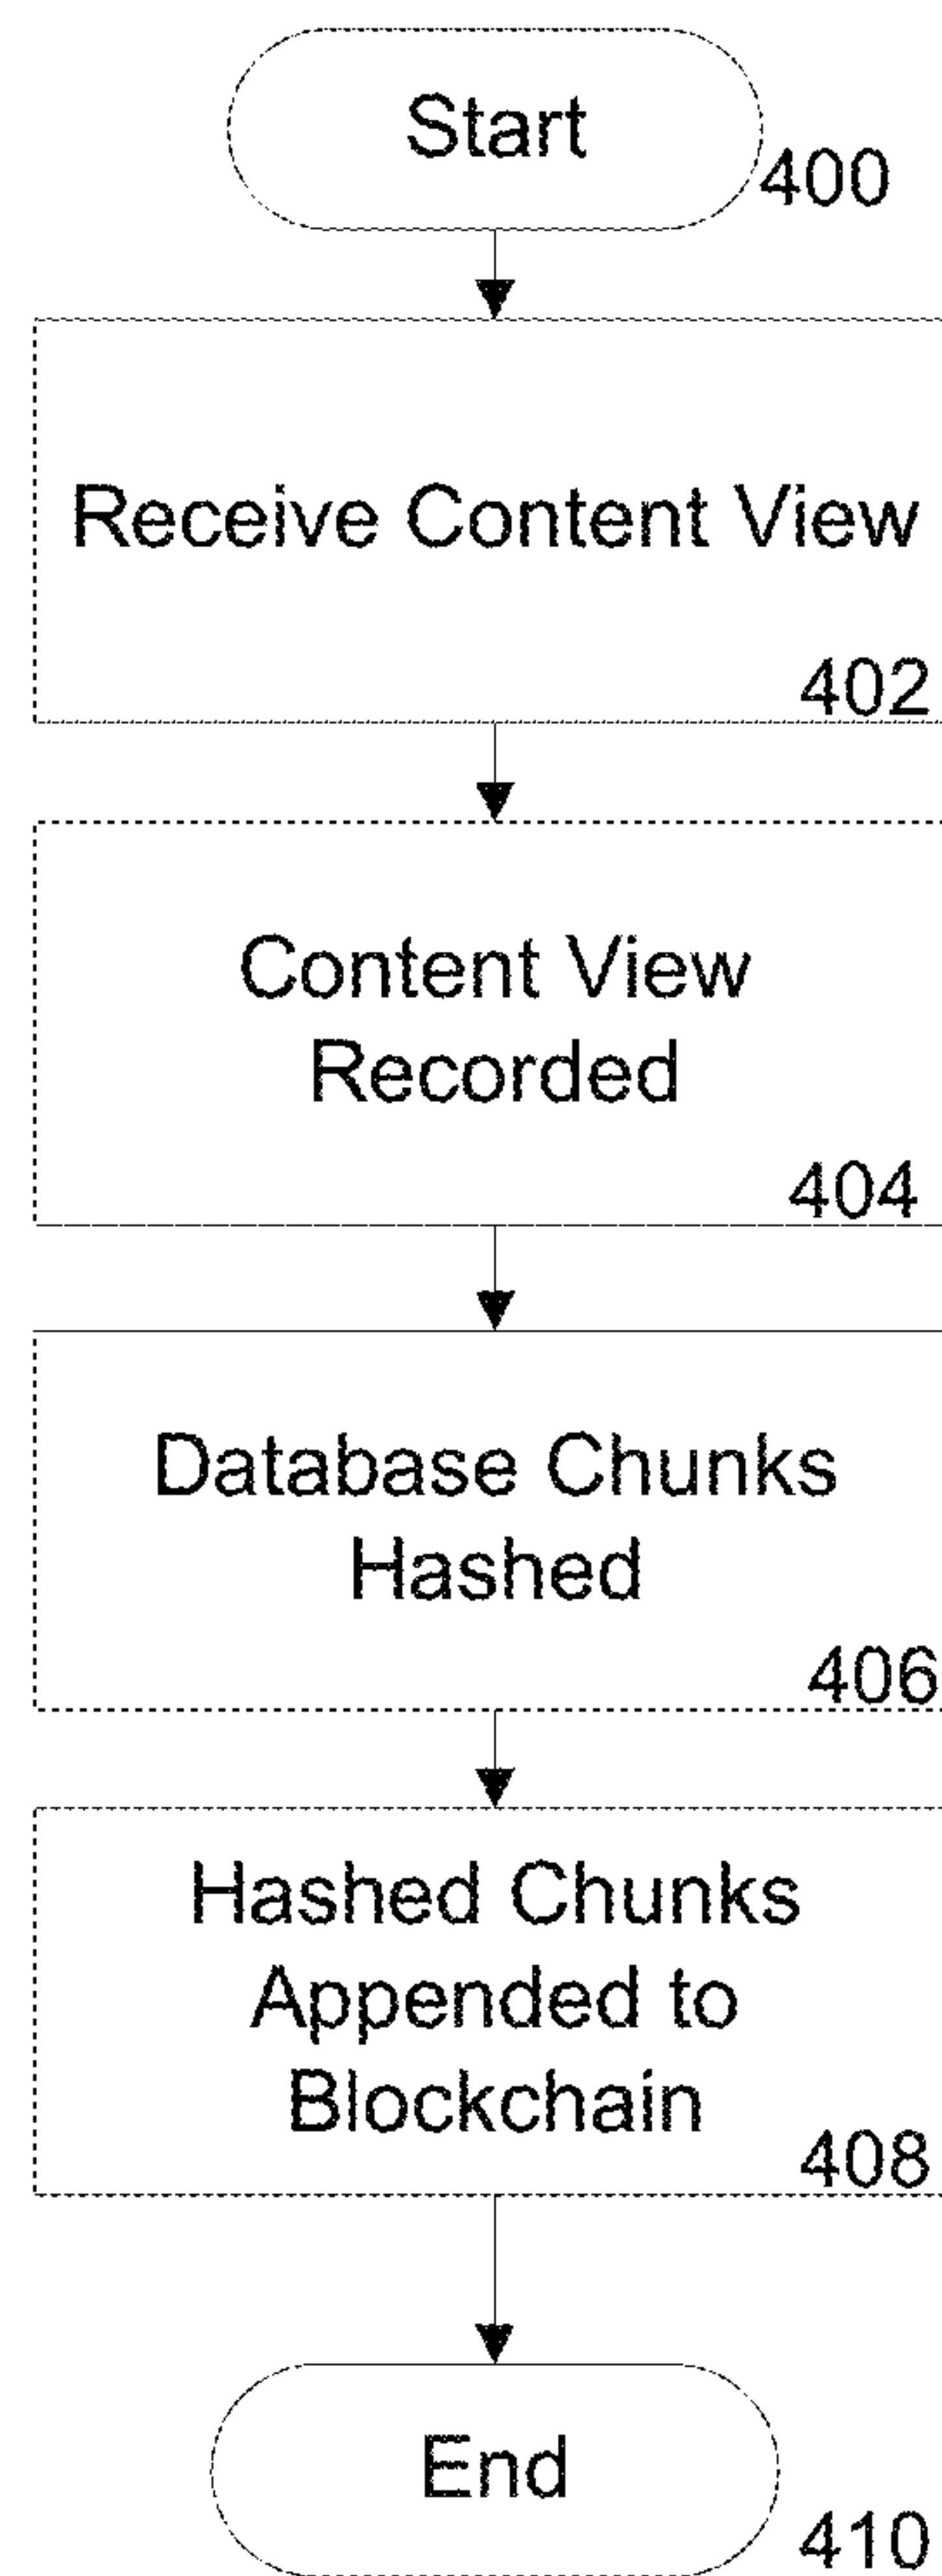 Start
400
Receive Content View
402
Content View
Recorded
404
Database Chunks
Hashed
406
Hashed Chunks
Appended to
Blockchain
408
End
410